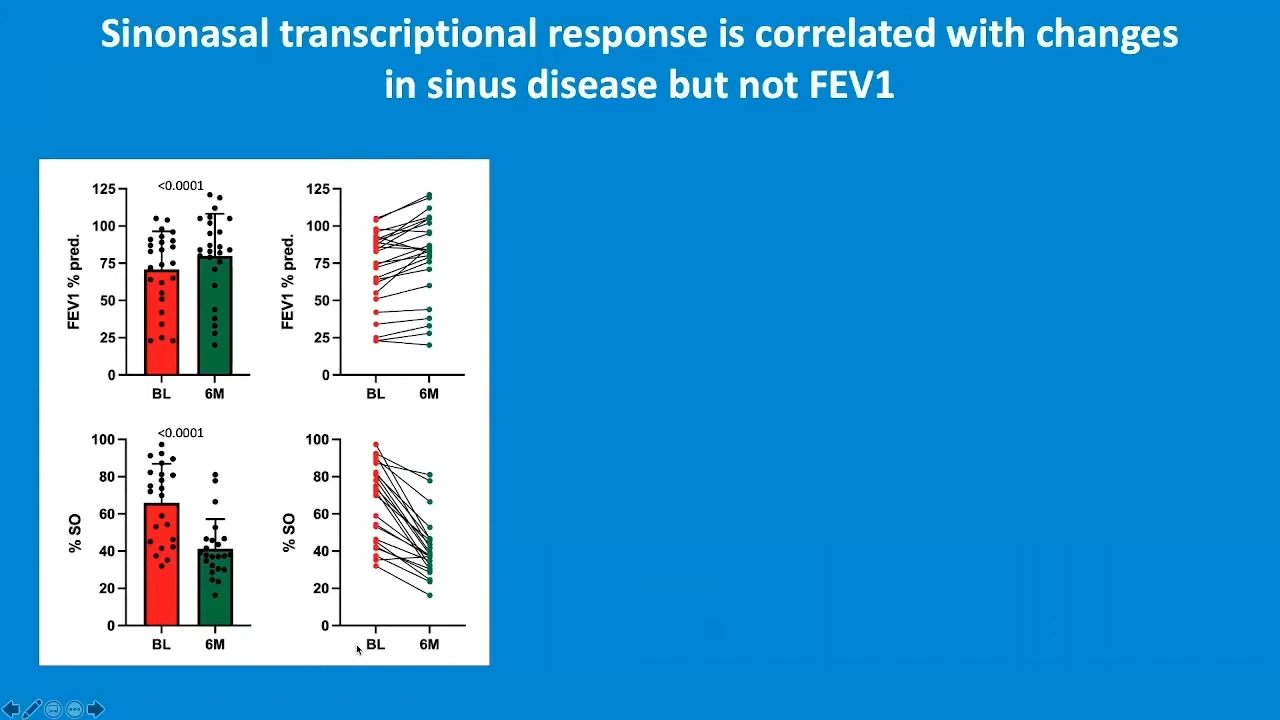 Sinonasal transcriptional response is correlated with changes
in sinus disease but not FEV1
<0.0001
125
100
75
50
25
0
FEV1 % pred.
BL 6M
125
100
75
50
25
0
FEV1 % pred.
BL 6M
<0.0001
100
80
60
40
20
0
% SO
BL 6M
100
80
60
40
20
0
% SO
BL 6M